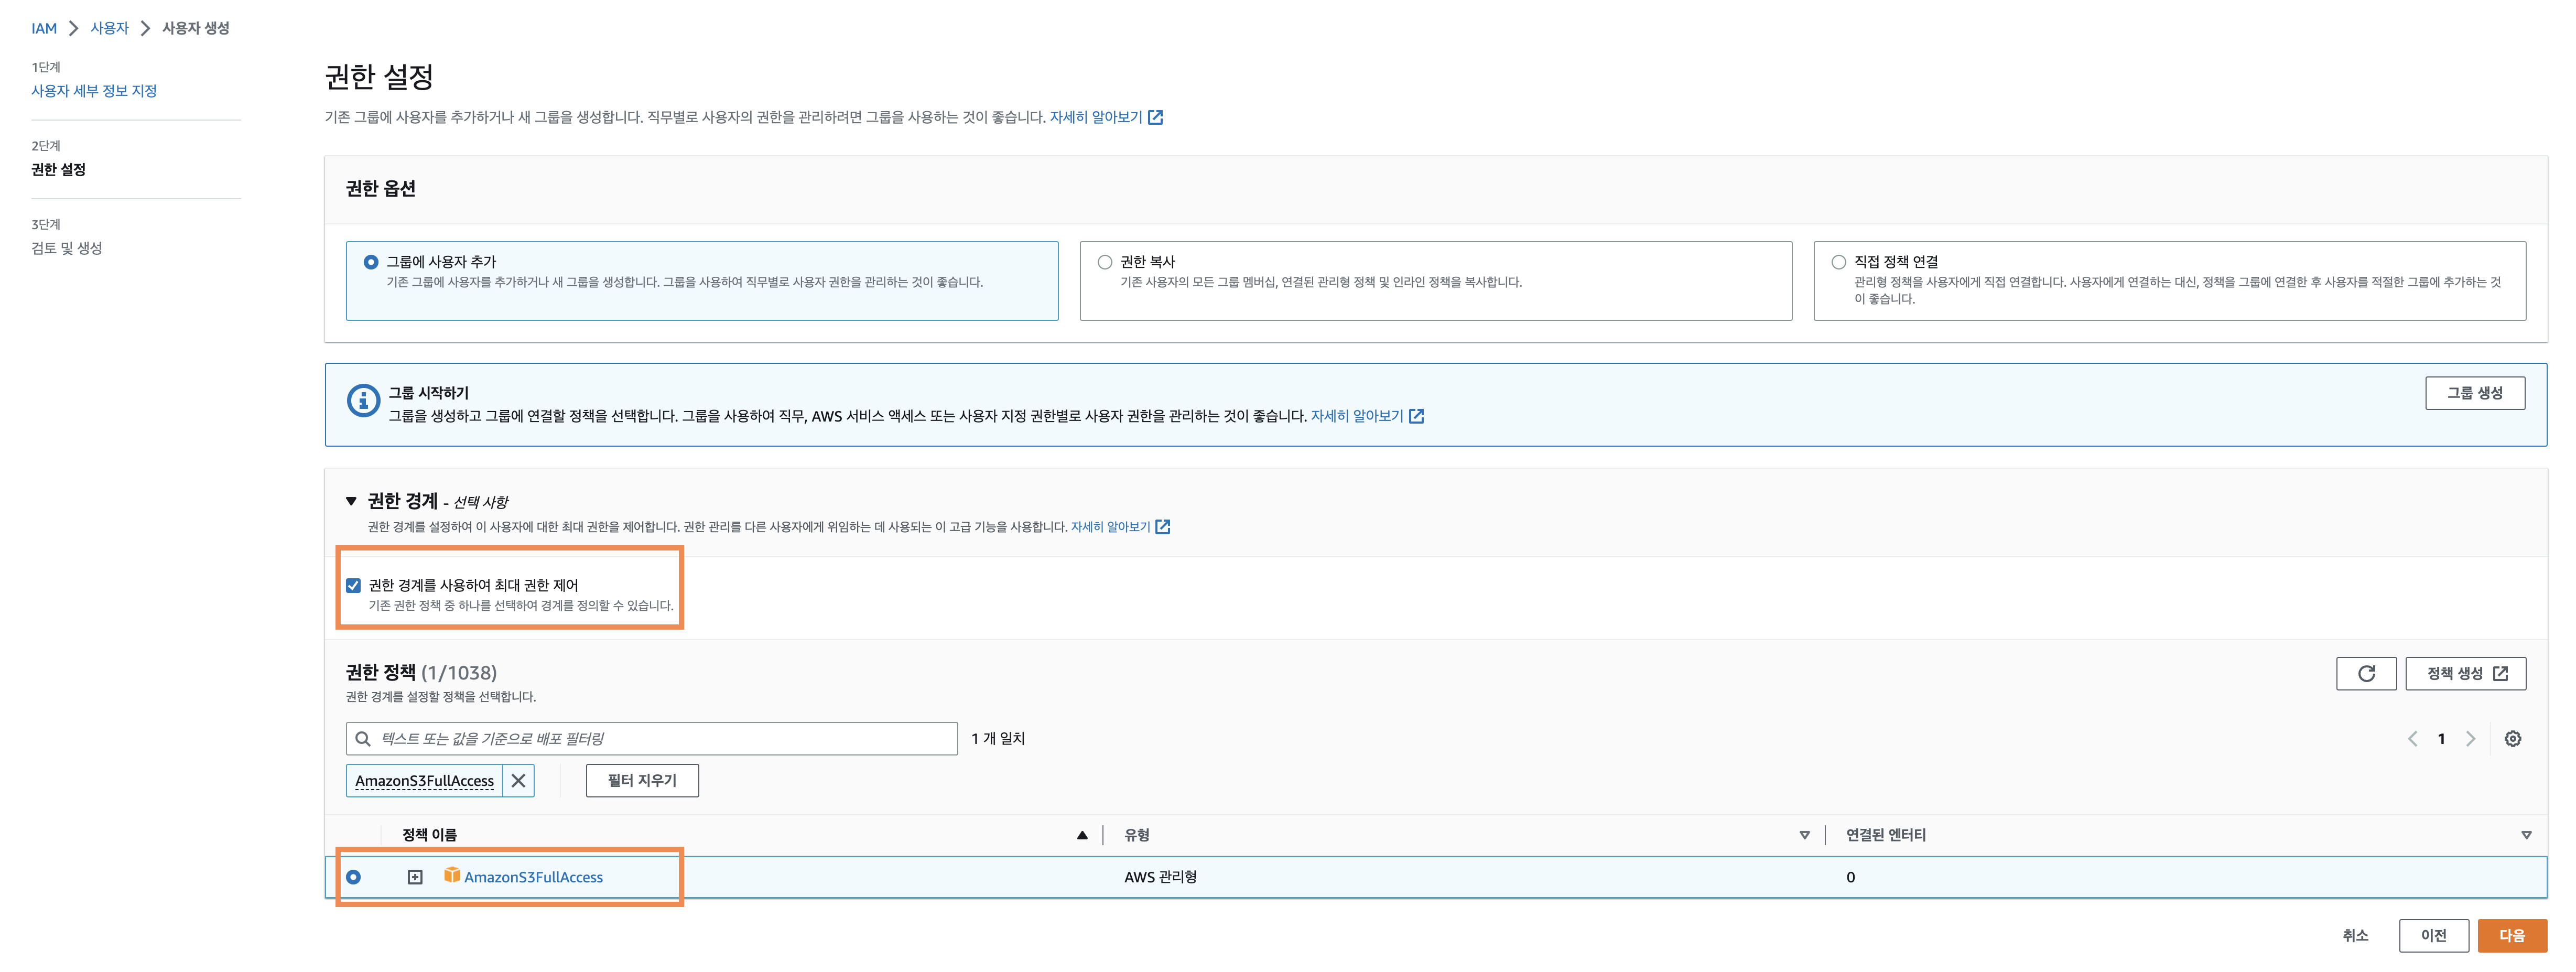 IAM > 사용자 > 사용자 생성
1단계
사용자 세부 정보 지정
2단계
권한 설정
3단계
검토 및 생성
권한 설정
기존 그룹에 사용자를 추가하거나 새 그룹을 생성합니다. 직무별로 사용자의 권한을 관리하려면 그룹을 사용하는 것이 좋습니다. 자세히 알아보기
권한 옵션
그룹에 사용자 추가
기존 그룹에 사용자를 추가하거나 새 그룹을 생성합니다. 그룹을 사용하여 직무별로 사용자 권한을 관리하는 것이 좋습니다.
권한 복사
기존 사용자의 모든 그룹 멤버십, 연결된 관리형 정책 및 인라인 정책을 복사합니다.
직접 정책 연결
관리형 정책을 사용자에게 직접 연결합니다. 사용자에게 연결하는 대신, 정책을 그룹에 연결한 후 사용자를 적절한 그룹에 추가하는 것
이 좋습니다.
그룹 시작하기
그룹을 생성하고 그룹에 연결할 정책을 선택합니다. 그룹을 사용하여 직무, AWS 서비스 액세스 또는 사용자 지정 권한별로 사용자 권한을 관리하는 것이 좋습니다. 자세히 알아보기
그룹 생성
권한 경계 - 선택 사항
권한 경계를 설정하여 이 사용자에 대한 최대 권한을 제어합니다. 권한 관리를 다른 사용자에게 위임하는 데 사용되는 이 고급 기능을 사용합니다. 자세히 알아보기
권한 경계를 사용하여 최대 권한 제어
기존 권한 정책 중 하나를 선택하여 경계를 정의할 수 있습니다.
권한 정책 (1/1038)
권한 경계를 설정할 정책을 선택합니다.
정책 생성
텍스트 또는 값을 기준으로 배포 필터링
1 개 일치
1
AmazonS3FullAccess
필터 지우기
정책 이름 유형 연결된 엔터티
AmazonS3FullAccess AWS 관리형 0
취소 이전 다음